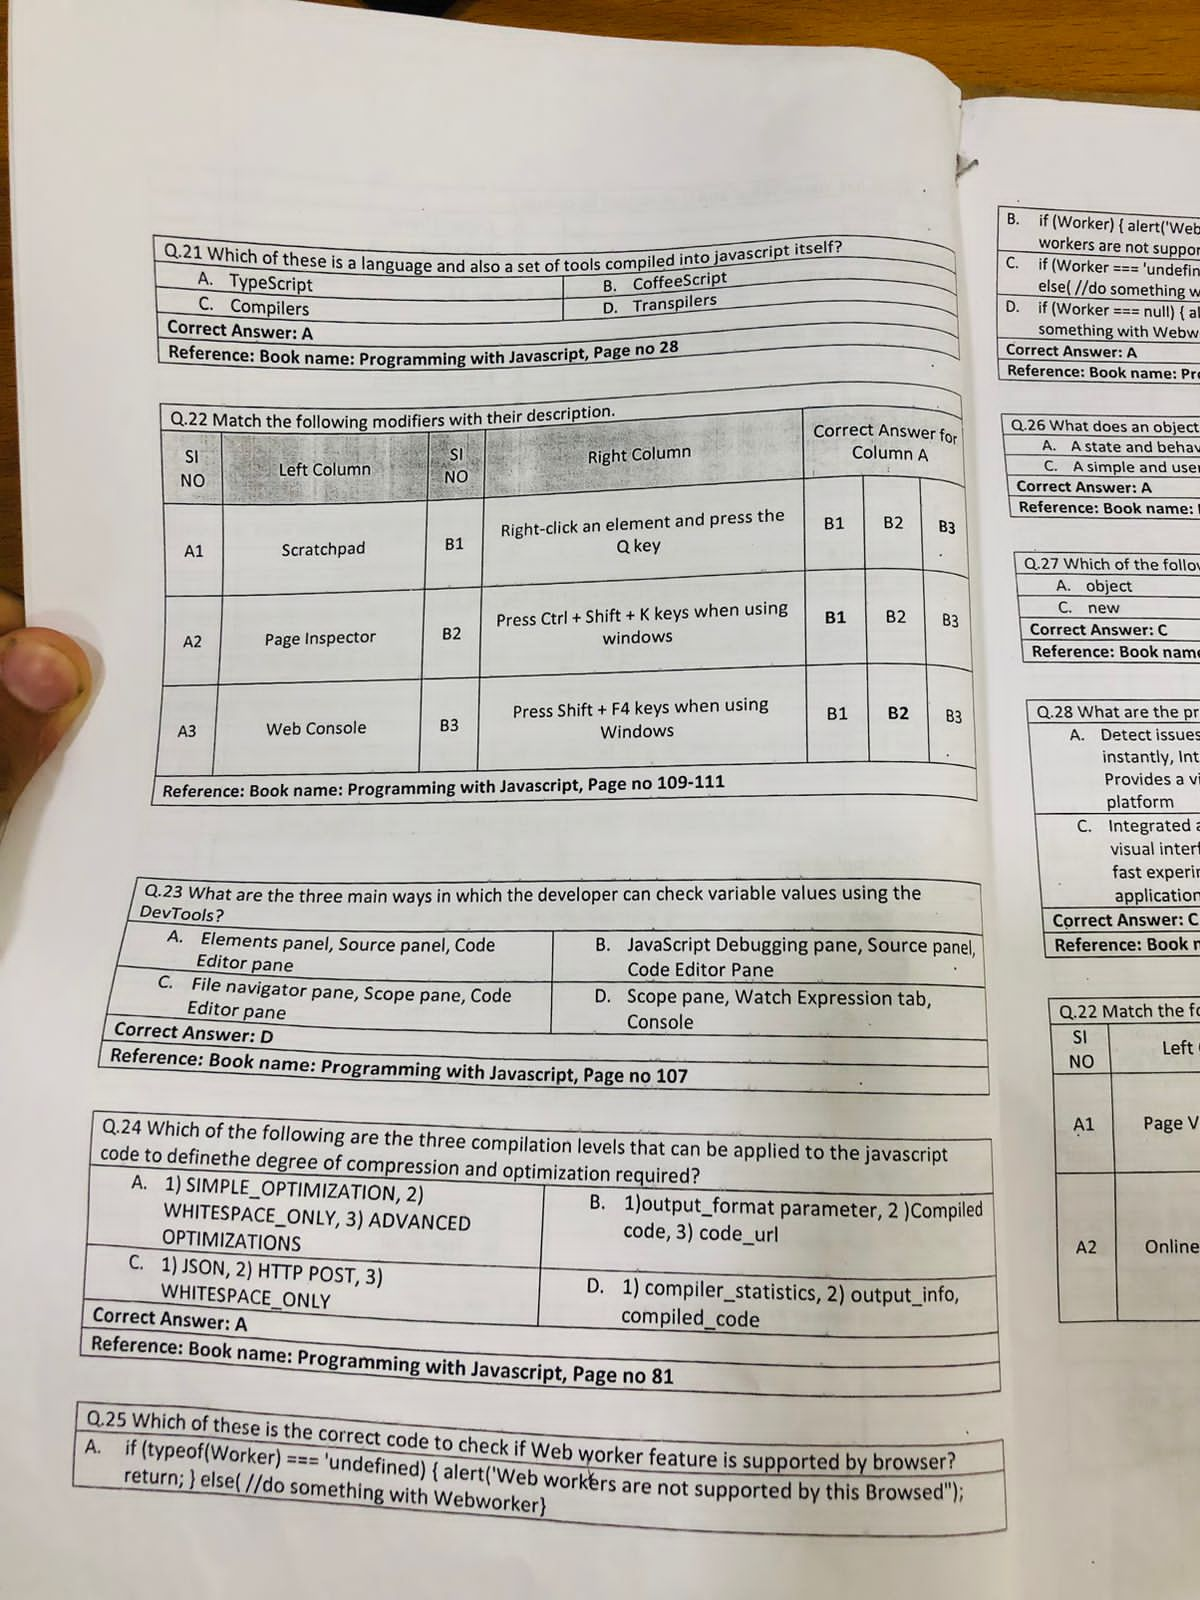 Q.21 Which of these is a language and also a set of tools compiled into javascript itself?
A. TypeScript
B. CoffeeScript
C. Compilers
D. Transpilers
Correct Answer: A
Reference: Book name: Programming with Javascript, Page no 28
Q.22 Match the following modifiers with their description.
SI NO
Left Column
SI NO
Right Column
Correct Answer for
Column A
A1
Scratchpad
B1
Right-click an element and press the
Q key
B1 B2 B3
A2
Page Inspector
B2
Press Ctrl + Shift + K keys when using
windows
B1 B2 B3
A3
Web Console
B3
Press Shift + F4 keys when using
Windows
B1 B2 B3
Reference: Book name: Programming with Javascript, Page no 109-111
Q.23 What are the three main ways in which the developer can check variable values using the
DevTools?
A. Elements panel, Source panel, Code
Editor pane
B. JavaScript Debugging pane, Source panel,
Code Editor Pane
C. File navigator pane, Scope pane, Code
Editor pane
D. Scope pane, Watch Expression tab,
Console
Correct Answer: D
Reference: Book name: Programming with Javascript, Page no 107
Q.24 Which of the following are the three compilation levels that can be applied to the javascript
code to definethe degree of compression and optimization required?
A. 1) SIMPLE_OPTIMIZATION, 2)
WHITESPACE_ONLY, 3) ADVANCED
OPTIMIZATIONS
B. 1)output_format parameter, 2 )Compiled
code, 3) code_url
C. 1) JSON, 2) HTTP POST, 3)
WHITESPACE_ONLY
D. 1) compiler_statistics, 2) output_info,
compiled_code
Correct Answer: A
Reference: Book name: Programming with Javascript, Page no 81
Q.25 Which of these is the correct code to check if Web worker feature is supported by browser?
A. if (typeof(Worker) === 'undefined) { alert('Web workers are not supported by this Browsed");
return; } else( //do something with Webworker}
B. if (Worker) { alert('Web
workers are not
C. if (Worker ===
else( //do something
D. if (Worker === null) {
something with
Correct Answer: A
Reference: Book name:
Q.26 What does an object
A. A state and
C. A simple and
Correct Answer: A
Reference: Book name:
Q.27 Which of the
A. object
C. new
Correct Answer: C
Reference: Book
Q.28 What are the
A. Detect issues
instantly,
Provides a
platform
C. Integrated
visual
fast
Correct Answer: C
Reference: Book
Q.22 Match the
SI
NO
Left
A1
Page
A2
Online